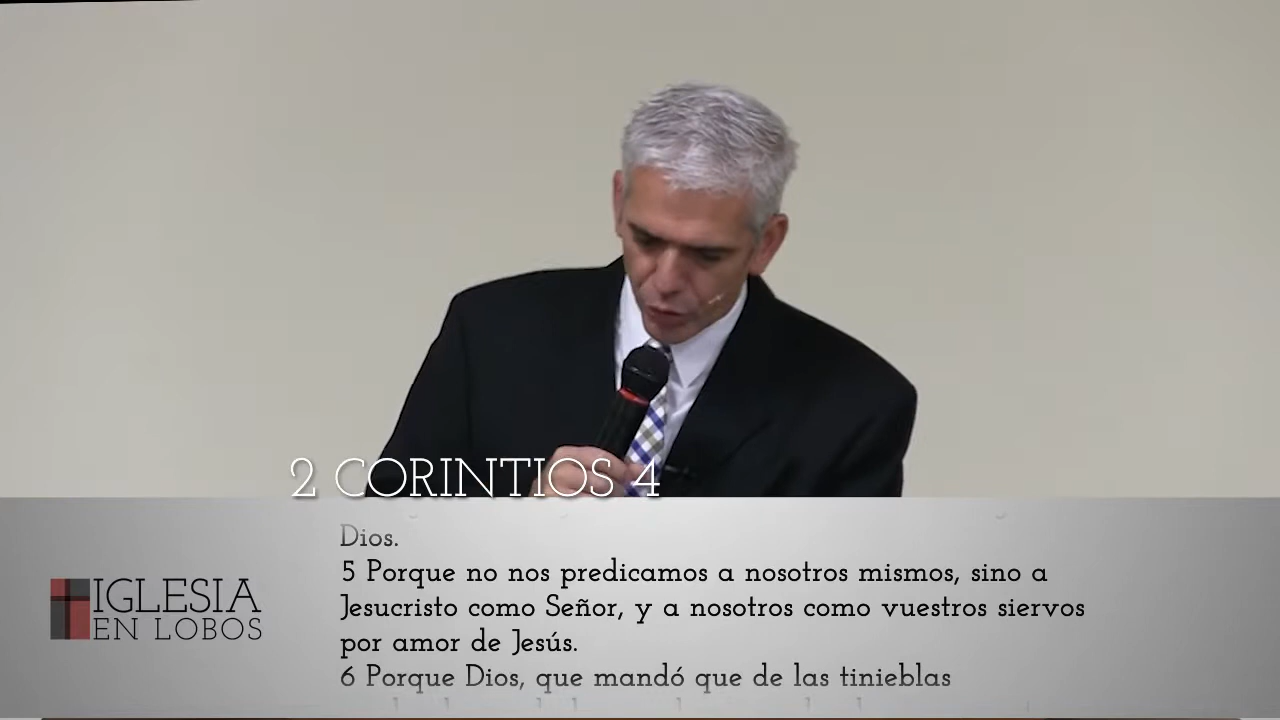 2 CORINTIOS 4
Dios.
5 Porque no nos predicamos a nosotros mismos, sino a
Jesucristo como Señor, y a nosotros como vuestros siervos
por amor de Jesús.
6 Porque Dios, que mandó que de las tinieblas
IGLESIA
EN LOBOS